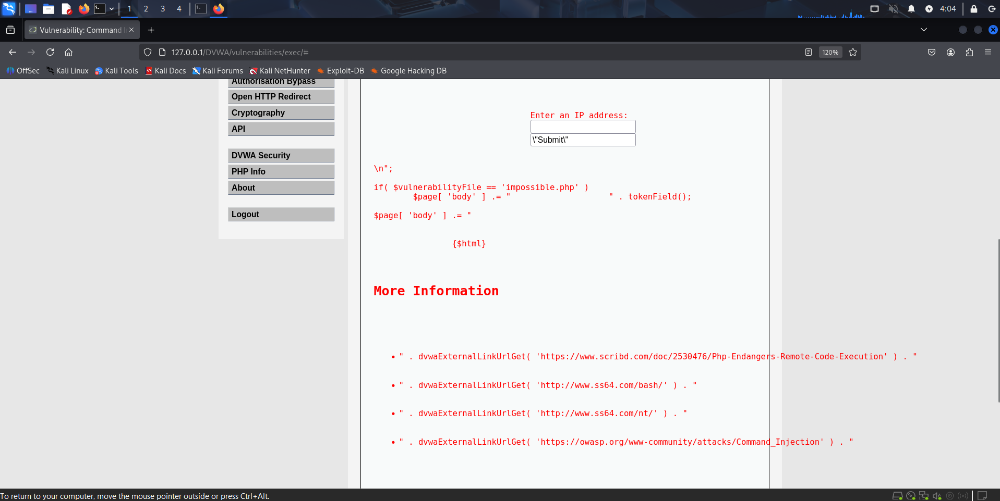 1 2 3 4 4:04
Vulnerability: Command I
127.0.0.1/DVWA/vulnerabilities/exec/# 120%
OffSec Kali Linux Kali Tools Kali Docs Kali Forums Kali NetHunter Exploit-DB Google Hacking DB
Authorisation Bypass
Open HTTP Redirect
Cryptography
API
DVWA Security
PHP Info
About
Logout
Enter an IP address:
\"Submit\"
\n";
if( $vulnerabilityFile == 'impossible.php' )
$page[ 'body' ] .= " " . tokenField();
$page[ 'body' ] .= "
{$html}
More Information
• " . dvwaExternalLinkUrlGet( 'https://www.scribd.com/doc/2530476/Php-Endangers-Remote-Code-Execution' ) . "
• " . dvwaExternalLinkUrlGet( 'http://www.ss64.com/bash/' ) . "
• " . dvwaExternalLinkUrlGet( 'http://www.ss64.com/nt/' ) . "
• " . dvwaExternalLinkUrlGet( 'https://owasp.org/www-community/attacks/Command_Injection' ) . "
To return to your computer, move the mouse pointer outside or press Ctrl+Alt.